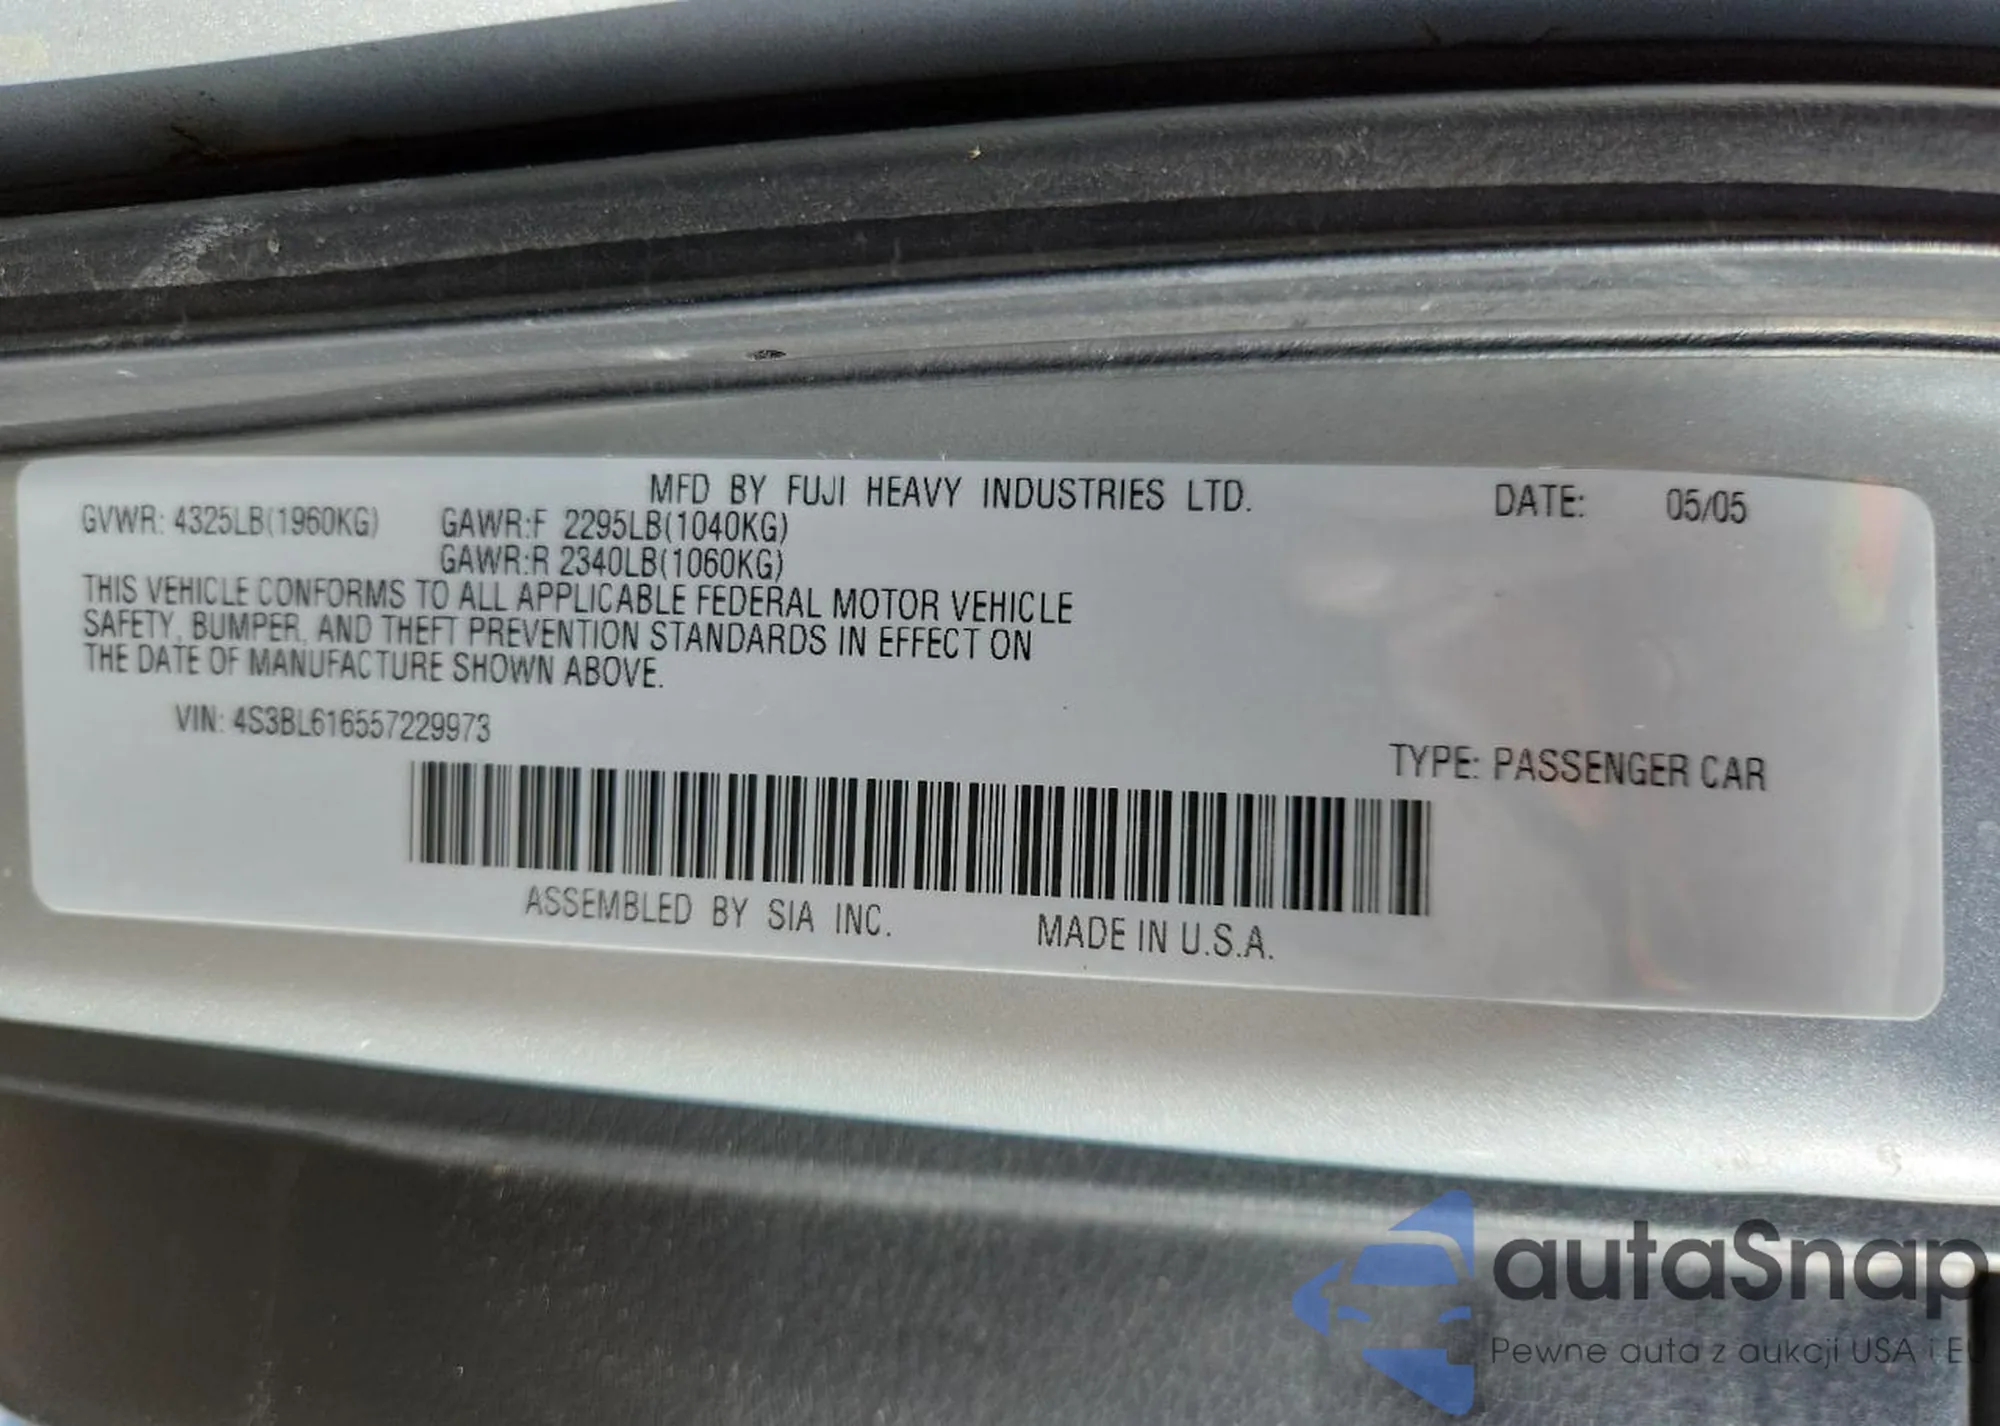 MFD BY FUJI HEAVY INDUSTRIES LTD. DATE: 05/05
GVWR: 4325LB(1960KG) GAWR:F 2295LB(1040KG)
GAWR:R 2340LB(1060KG)
THIS VEHICLE CONFORMS TO ALL APPLICABLE FEDERAL MOTOR VEHICLE
SAFETY, BUMPER, AND THEFT PREVENTION STANDARDS IN EFFECT ON
THE DATE OF MANUFACTURE SHOWN ABOVE.
VIN: 4S3BL616557229973
TYPE: PASSENGER CAR
ASSEMBLED BY SIA INC. MADE IN U.S.A.
autaSnap
Pewne auta z aukcji USA i E